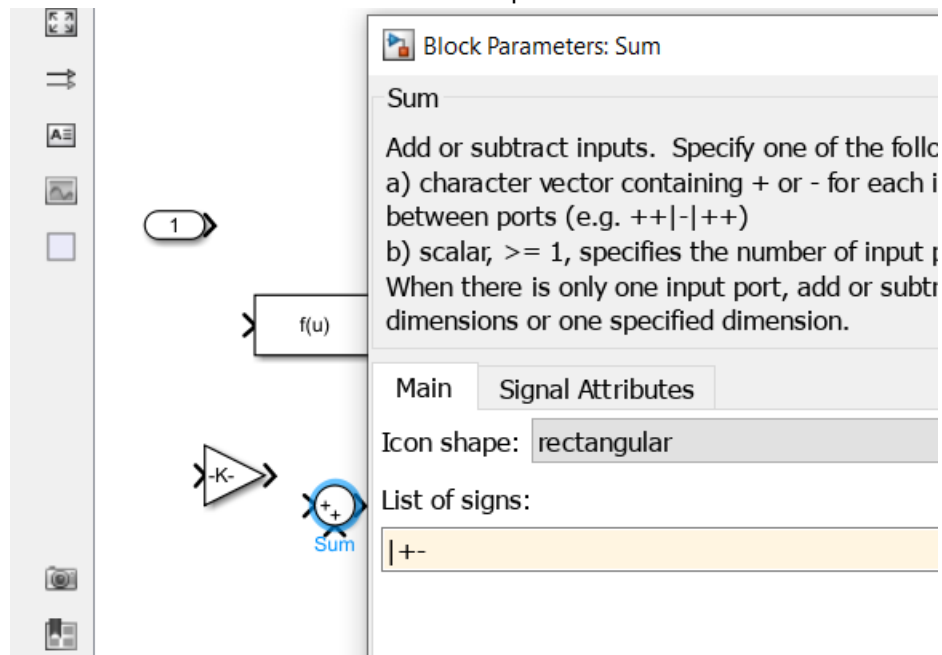 Block Parameters: Sum
Sum
Add or subtract inputs. Specify one of the follo
a) character vector containing + or - for each i
between ports (e.g. ++|-|++)
b) scalar, >= 1, specifies the number of input p
When there is only one input port, add or subtr
dimensions or one specified dimension.
Main Signal Attributes
Icon shape: rectangular
List of signs:
|+-
A
1
f(u)
-K-
+
+
Sum